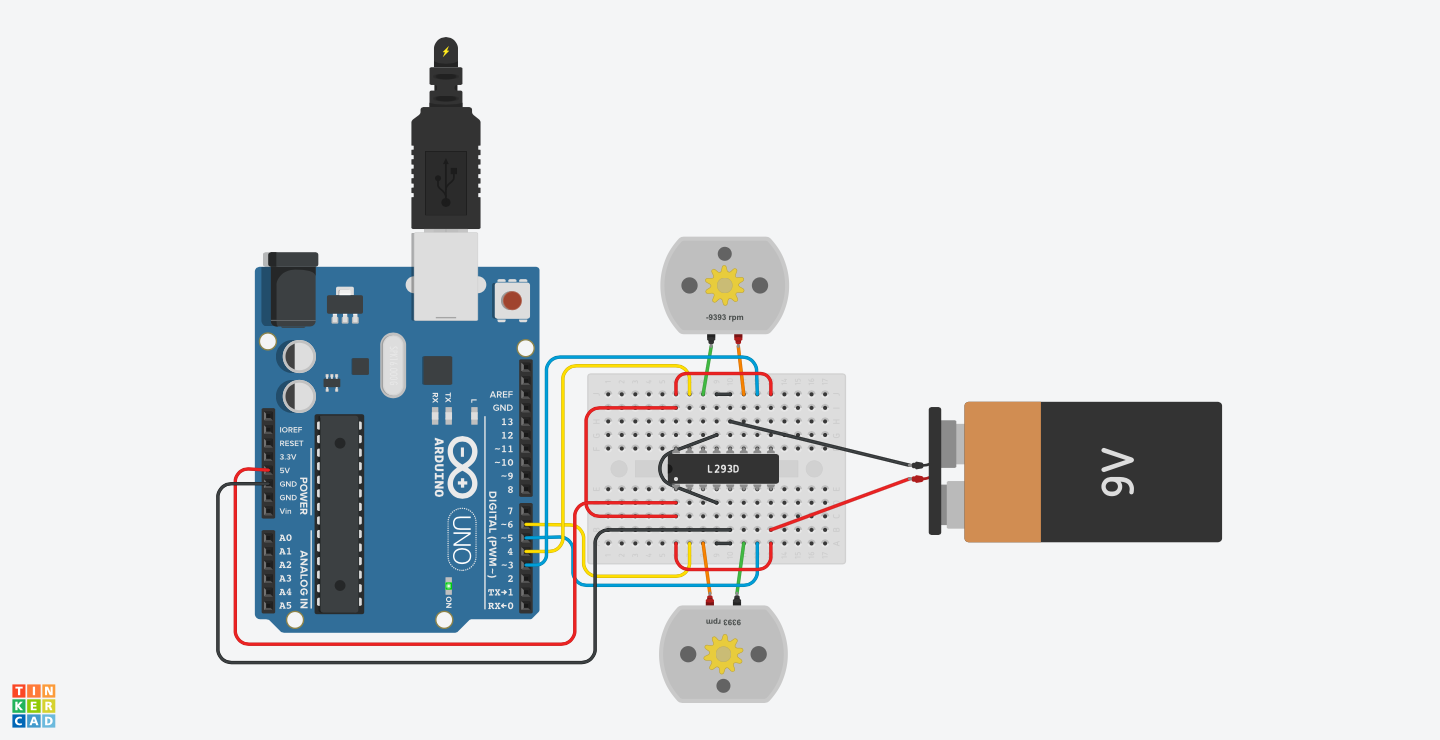 -9393 rpm
AREF
GND
13
12
~11
~10
~9
8
7
~6
~5
4
~3
2
TX→1
RX←0
DIGITAL (PWM~)
IOREF
RESET
3.3V
5V
GND
GND
Vin
POWER
A0
A1
A2
A3
A4
A5
ANALOG IN
RX
TX
L
ARDUINO
UNO
ON
L293D
9V
9393 rpm
TIN
KER
CAD